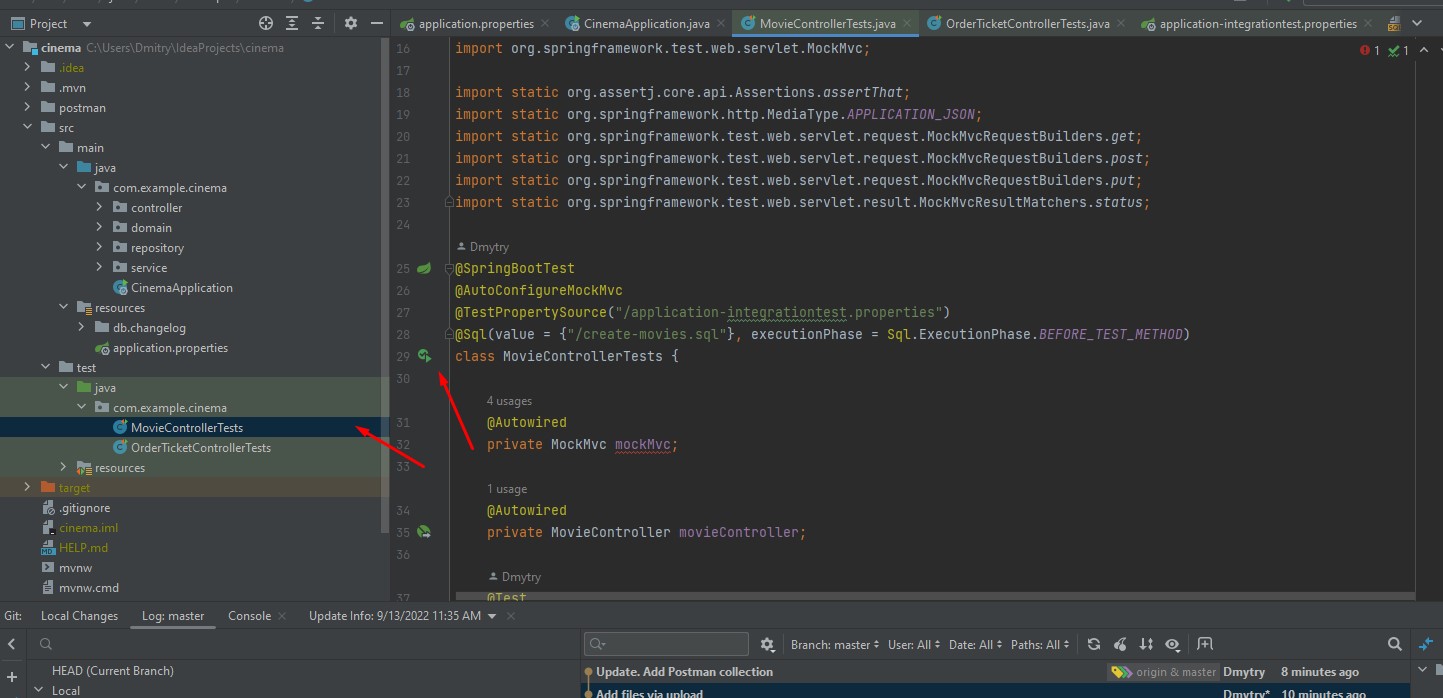 Project
application.properties
CinemaApplication.java
MovieControllerTests.java
OrderTicketControllerTests.java
application-integrationtest.properties
cinema C:\Users\Dmitry\IdeaProjects\cinema
.idea
.mvn
postman
src
main
java
com.example.cinema
controller
domain
repository
service
CinemaApplication
resources
db.changelog
application.properties
test
java
com.example.cinema
MovieControllerTests
OrderTicketControllerTests
resources
target
.gitignore
cinema.iml
HELP.md
mvnw
mvnw.cmd
1 1
16 import org.springframework.test.web.servlet.MockMvc;
17
18 import static org.assertj.core.api.Assertions.assertThat;
19 import static org.springframework.http.MediaType.APPLICATION_JSON;
20 import static org.springframework.test.web.servlet.request.MockMvcRequestBuilders.get;
21 import static org.springframework.test.web.servlet.request.MockMvcRequestBuilders.post;
22 import static org.springframework.test.web.servlet.request.MockMvcRequestBuilders.put;
23 import static org.springframework.test.web.servlet.result.MockMvcResultMatchers.status;
24
Dmytry
25 @SpringBootTest
26 @AutoConfigureMockMvc
27 @TestPropertySource("/application-integrationtest.properties")
28 @Sql(value = {"/create-movies.sql"}, executionPhase = Sql.ExecutionPhase.BEFORE_TEST_METHOD)
29 class MovieControllerTests {
30
4 usages
31 @Autowired
32 private MockMvc mockMvc;
33
1 usage
34 @Autowired
35 private MovieController movieController;
36
Dmytry
37 @Test
Git: Local Changes Log: master Console Update Info: 9/13/2022 11:35 AM
Branch: master User: All Date: All Paths: All
HEAD (Current Branch)
Local
Update. Add Postman collection origin & master Dmytry 8 minutes ago
Add files via upload Dmytry* 10 minutes ago